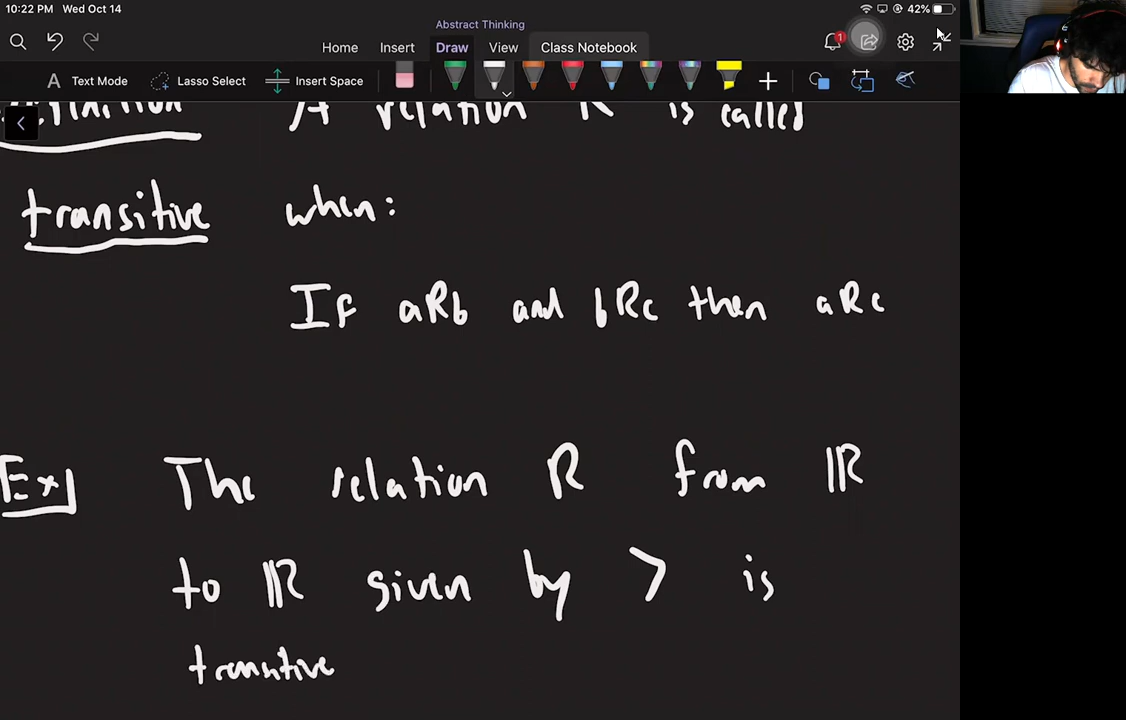 10:22 PM Wed Oct 14
42%
Abstract Thinking
Home Insert Draw View Class Notebook
1
A Text Mode Lasso Select Insert Space
Definition A relation R is called
transitive when:
If aRb and bRc then aRc
Ex] The relation R from ℝ
to ℝ given by > is
transitive